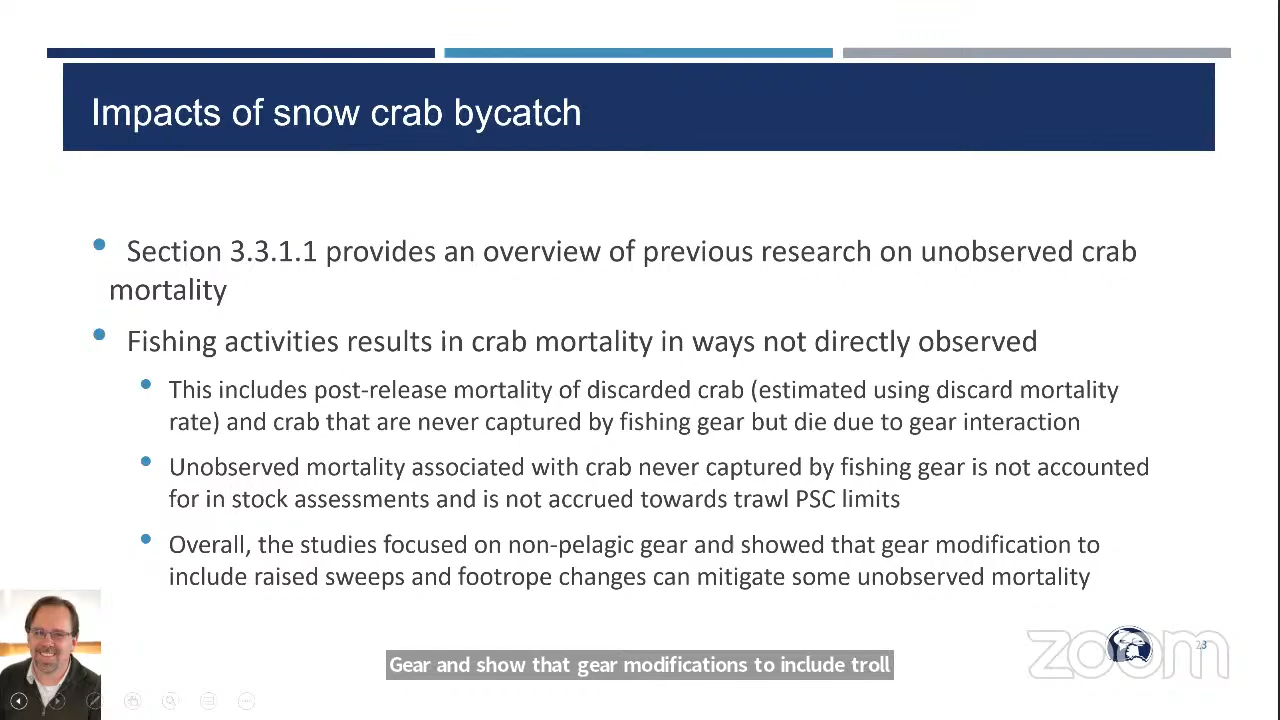 Impacts of snow crab bycatch
Section 3.3.1.1 provides an overview of previous research on unobserved crab
mortality
Fishing activities results in crab mortality in ways not directly observed
This includes post-release mortality of discarded crab (estimated using discard mortality
rate) and crab that are never captured by fishing gear but die due to gear interaction
Unobserved mortality associated with crab never captured by fishing gear is not accounted
for in stock assessments and is not accrued towards trawl PSC limits
Overall, the studies focused on non-pelagic gear and showed that gear modification to
include raised sweeps and footrope changes can mitigate some unobserved mortality
zoom
23
Gear and show that gear modifications to include troll